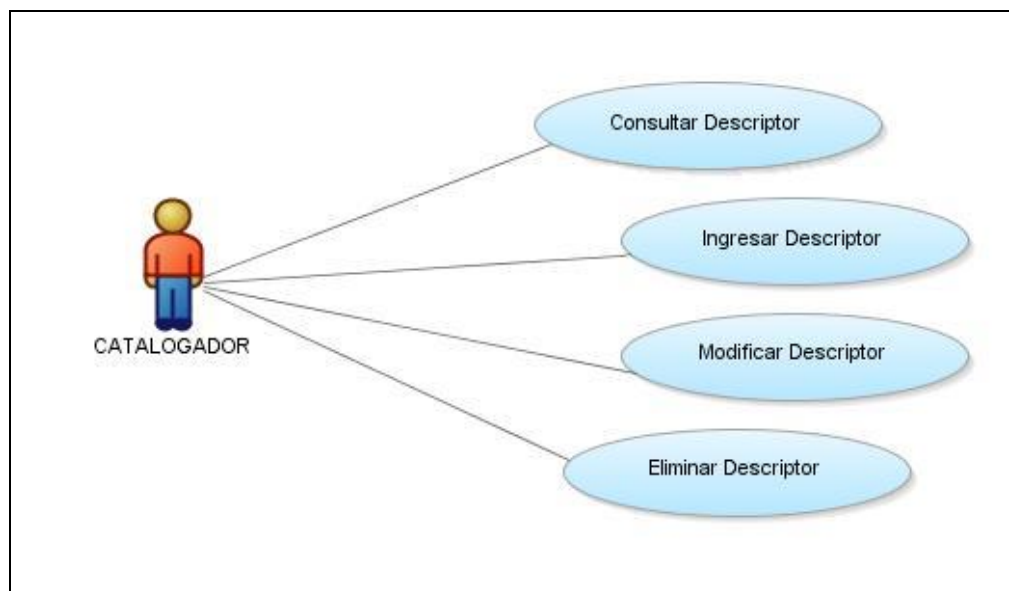 Consultar Descriptor
Ingresar Descriptor
CATALOGADOR
Modificar Descriptor
Eliminar Descriptor